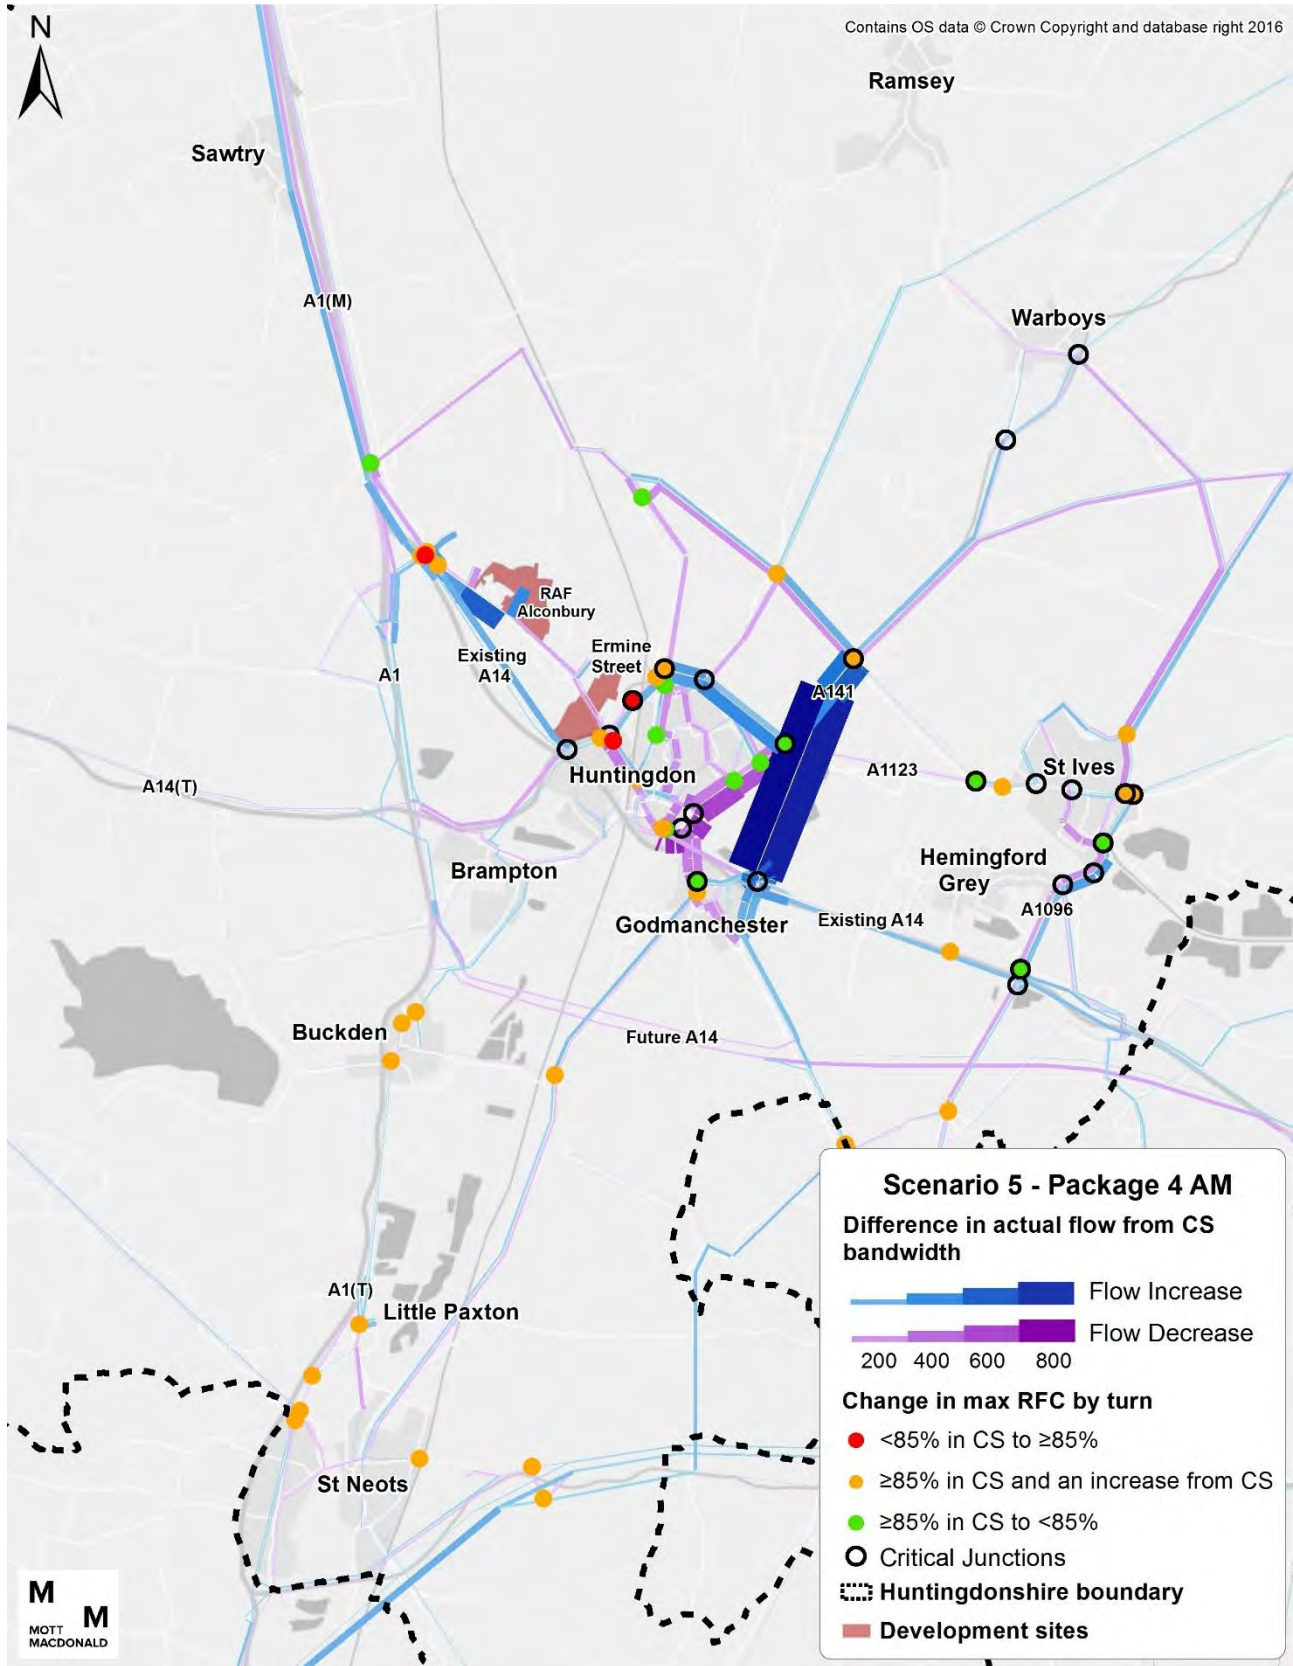 Contains OS data © Crown Copyright and database right 2016
N
Ramsey
Sawtry
A1(M)
Warboys
RAF
Alconbury
Ermine
Street
Existing
A14
A1
A141
A14(T)
Huntingdon
A1123
St Ives
Brampton
Hemingford
Grey
A1096
Godmanchester
Existing A14
Buckden
Future A14
A1(T)
Little Paxton
St Neots
Scenario 5 - Package 4 AM
Difference in actual flow from CS
bandwidth
Flow Increase
Flow Decrease
200 400 600 800
Change in max RFC by turn
<85% in CS to ≥85%
≥85% in CS and an increase from CS
≥85% in CS to <85%
Critical Junctions
Huntingdonshire boundary
Development sites
M
M
MOTT
MACDONALD